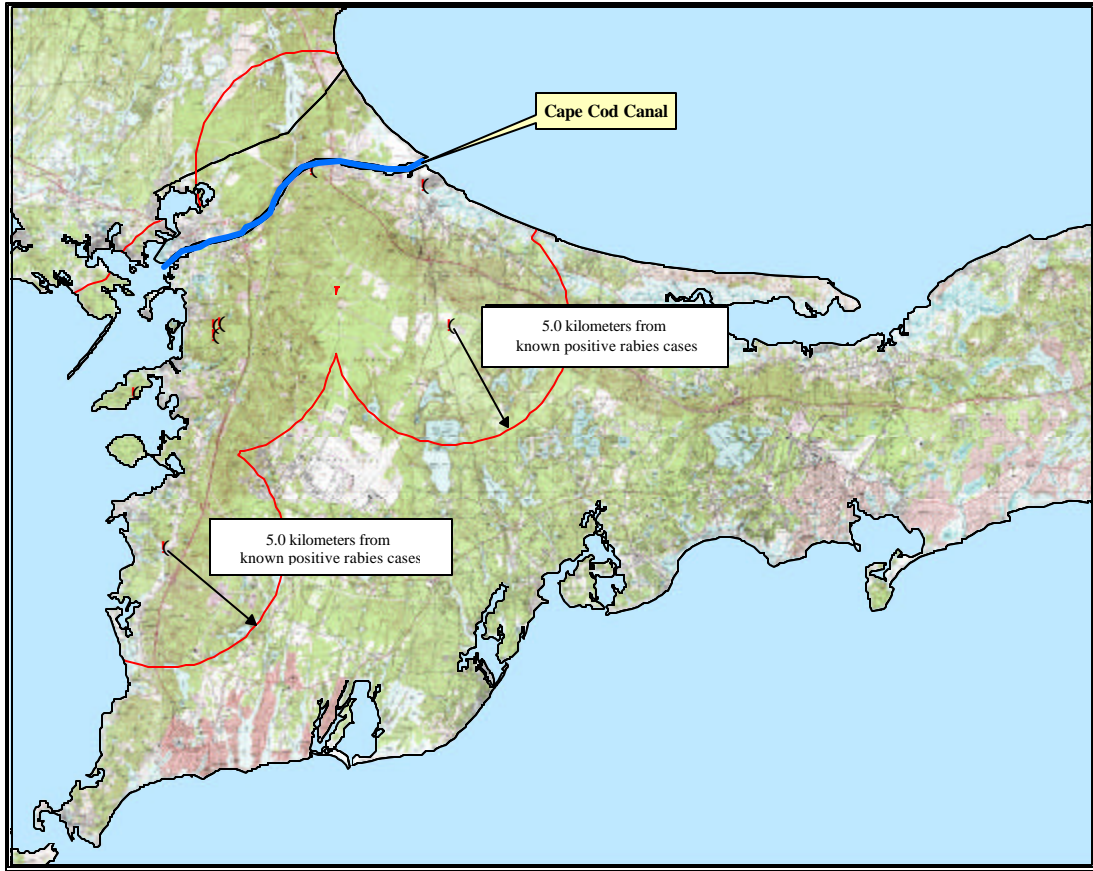 Cape Cod Canal
5.0 kilometers from
known positive rabies cases
5.0 kilometers from
known positive rabies cases